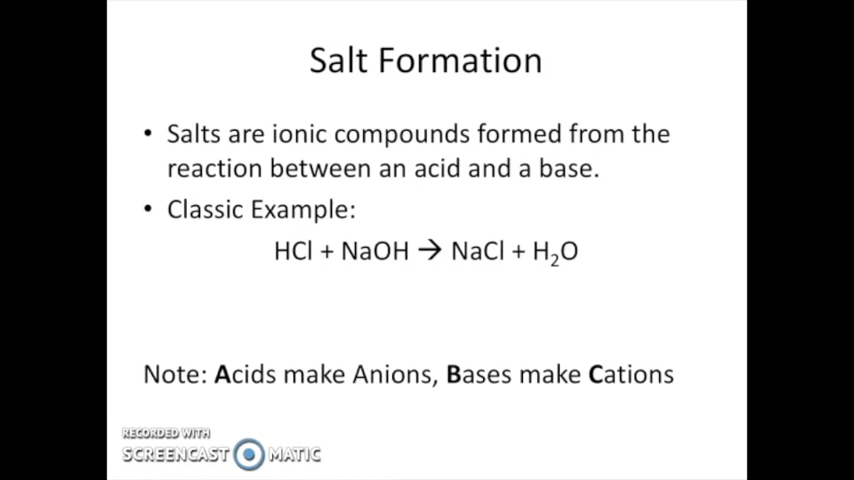 Salt Formation
• Salts are ionic compounds formed from the
reaction between an acid and a base.
• Classic Example:
HCl + NaOH → NaCl + H₂O
Note: Acids make Anions, Bases make Cations
RECORDED WITH
SCREENCAST MATIC